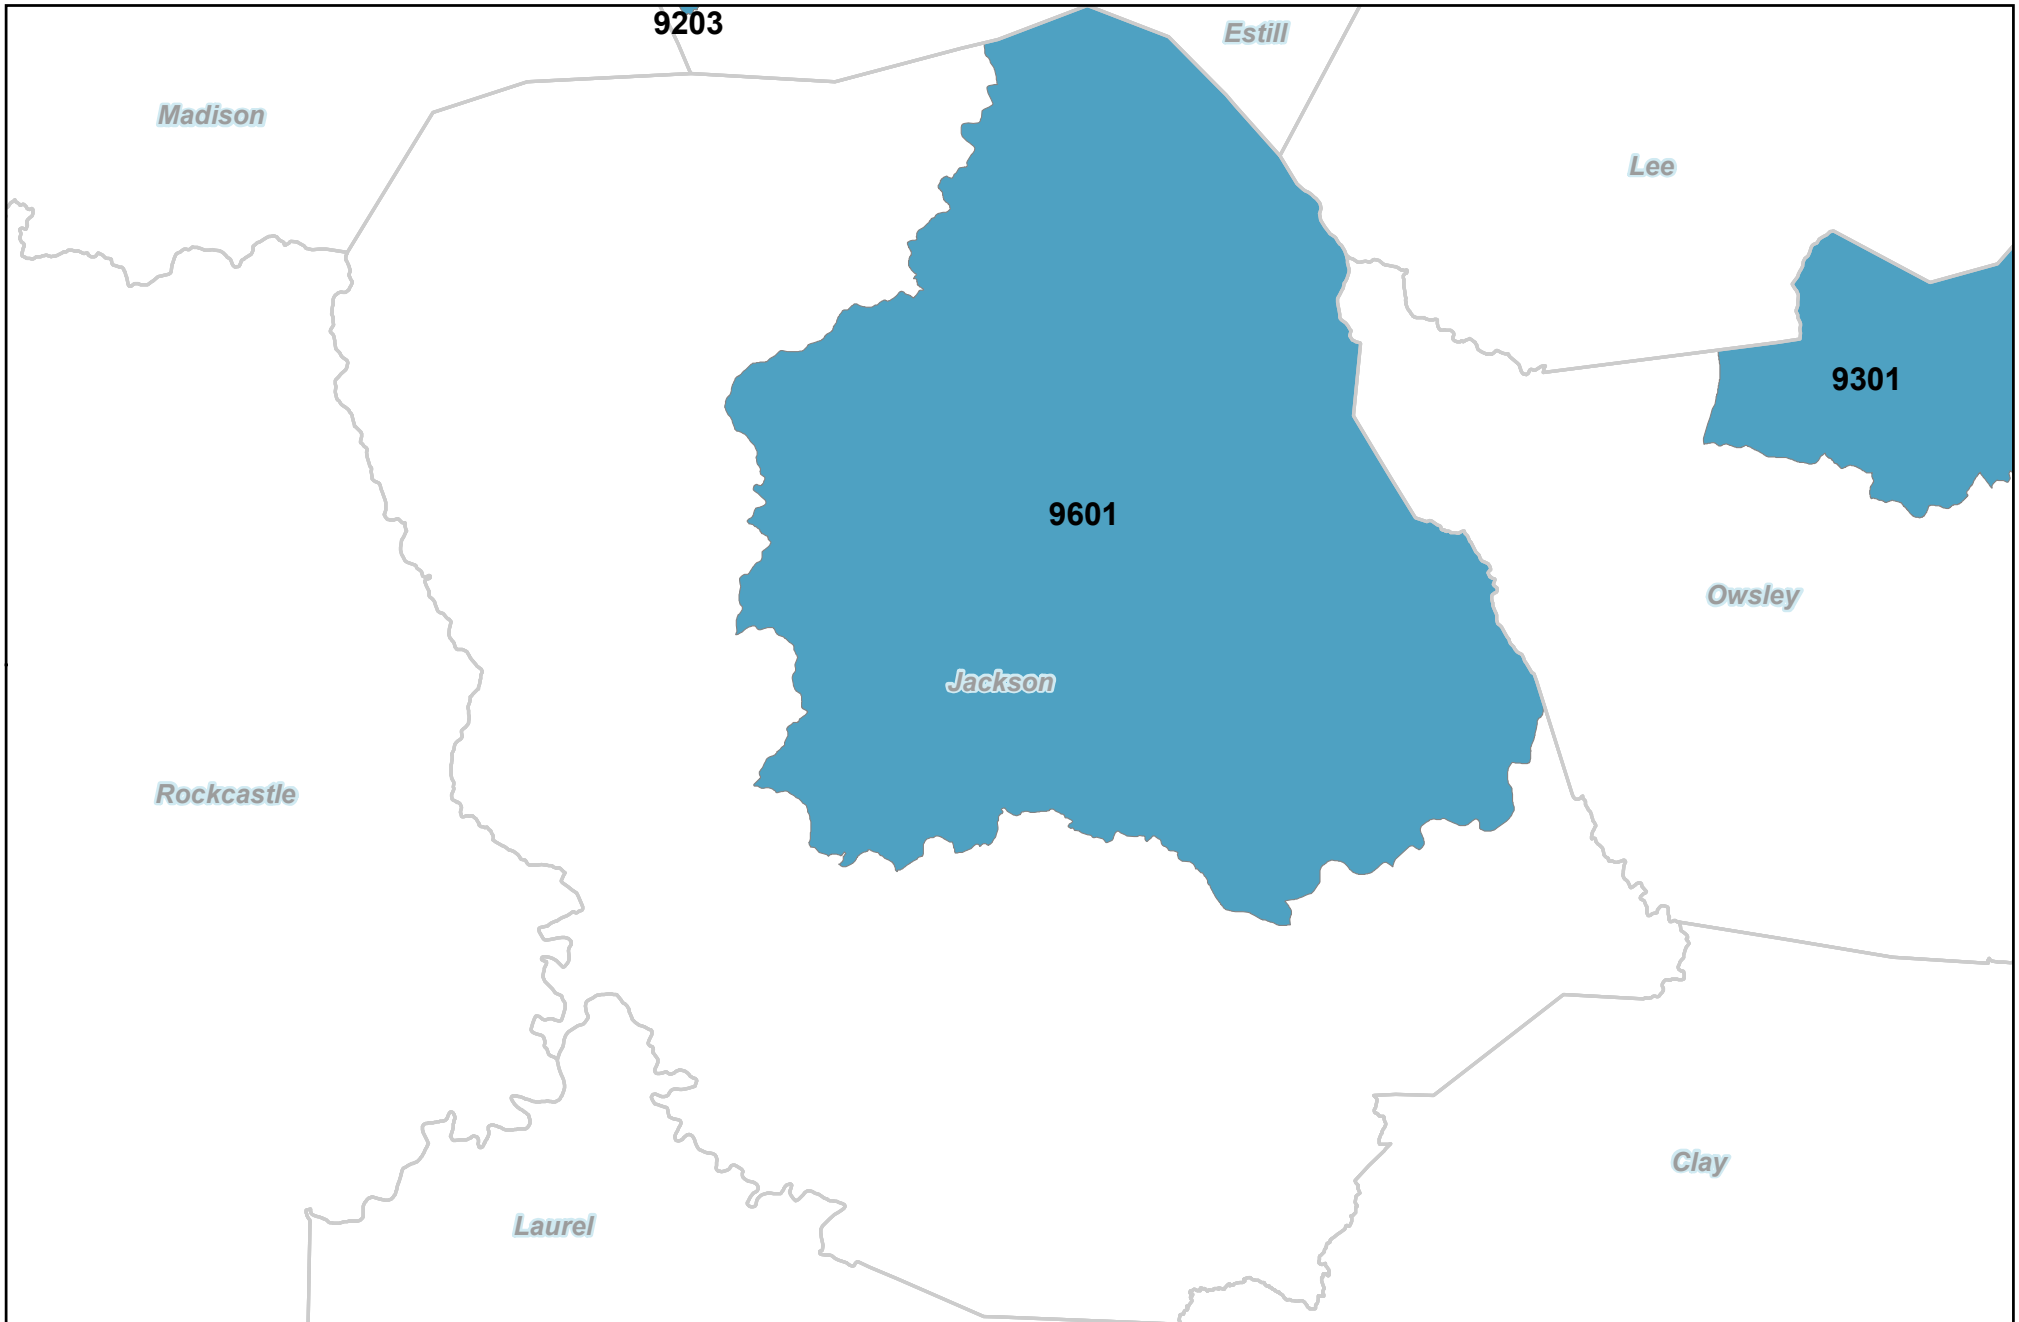 9203
Estill
Madison
Lee
9301
9601
Owsley
Jackson
Rockcastle
Clay
Laurel